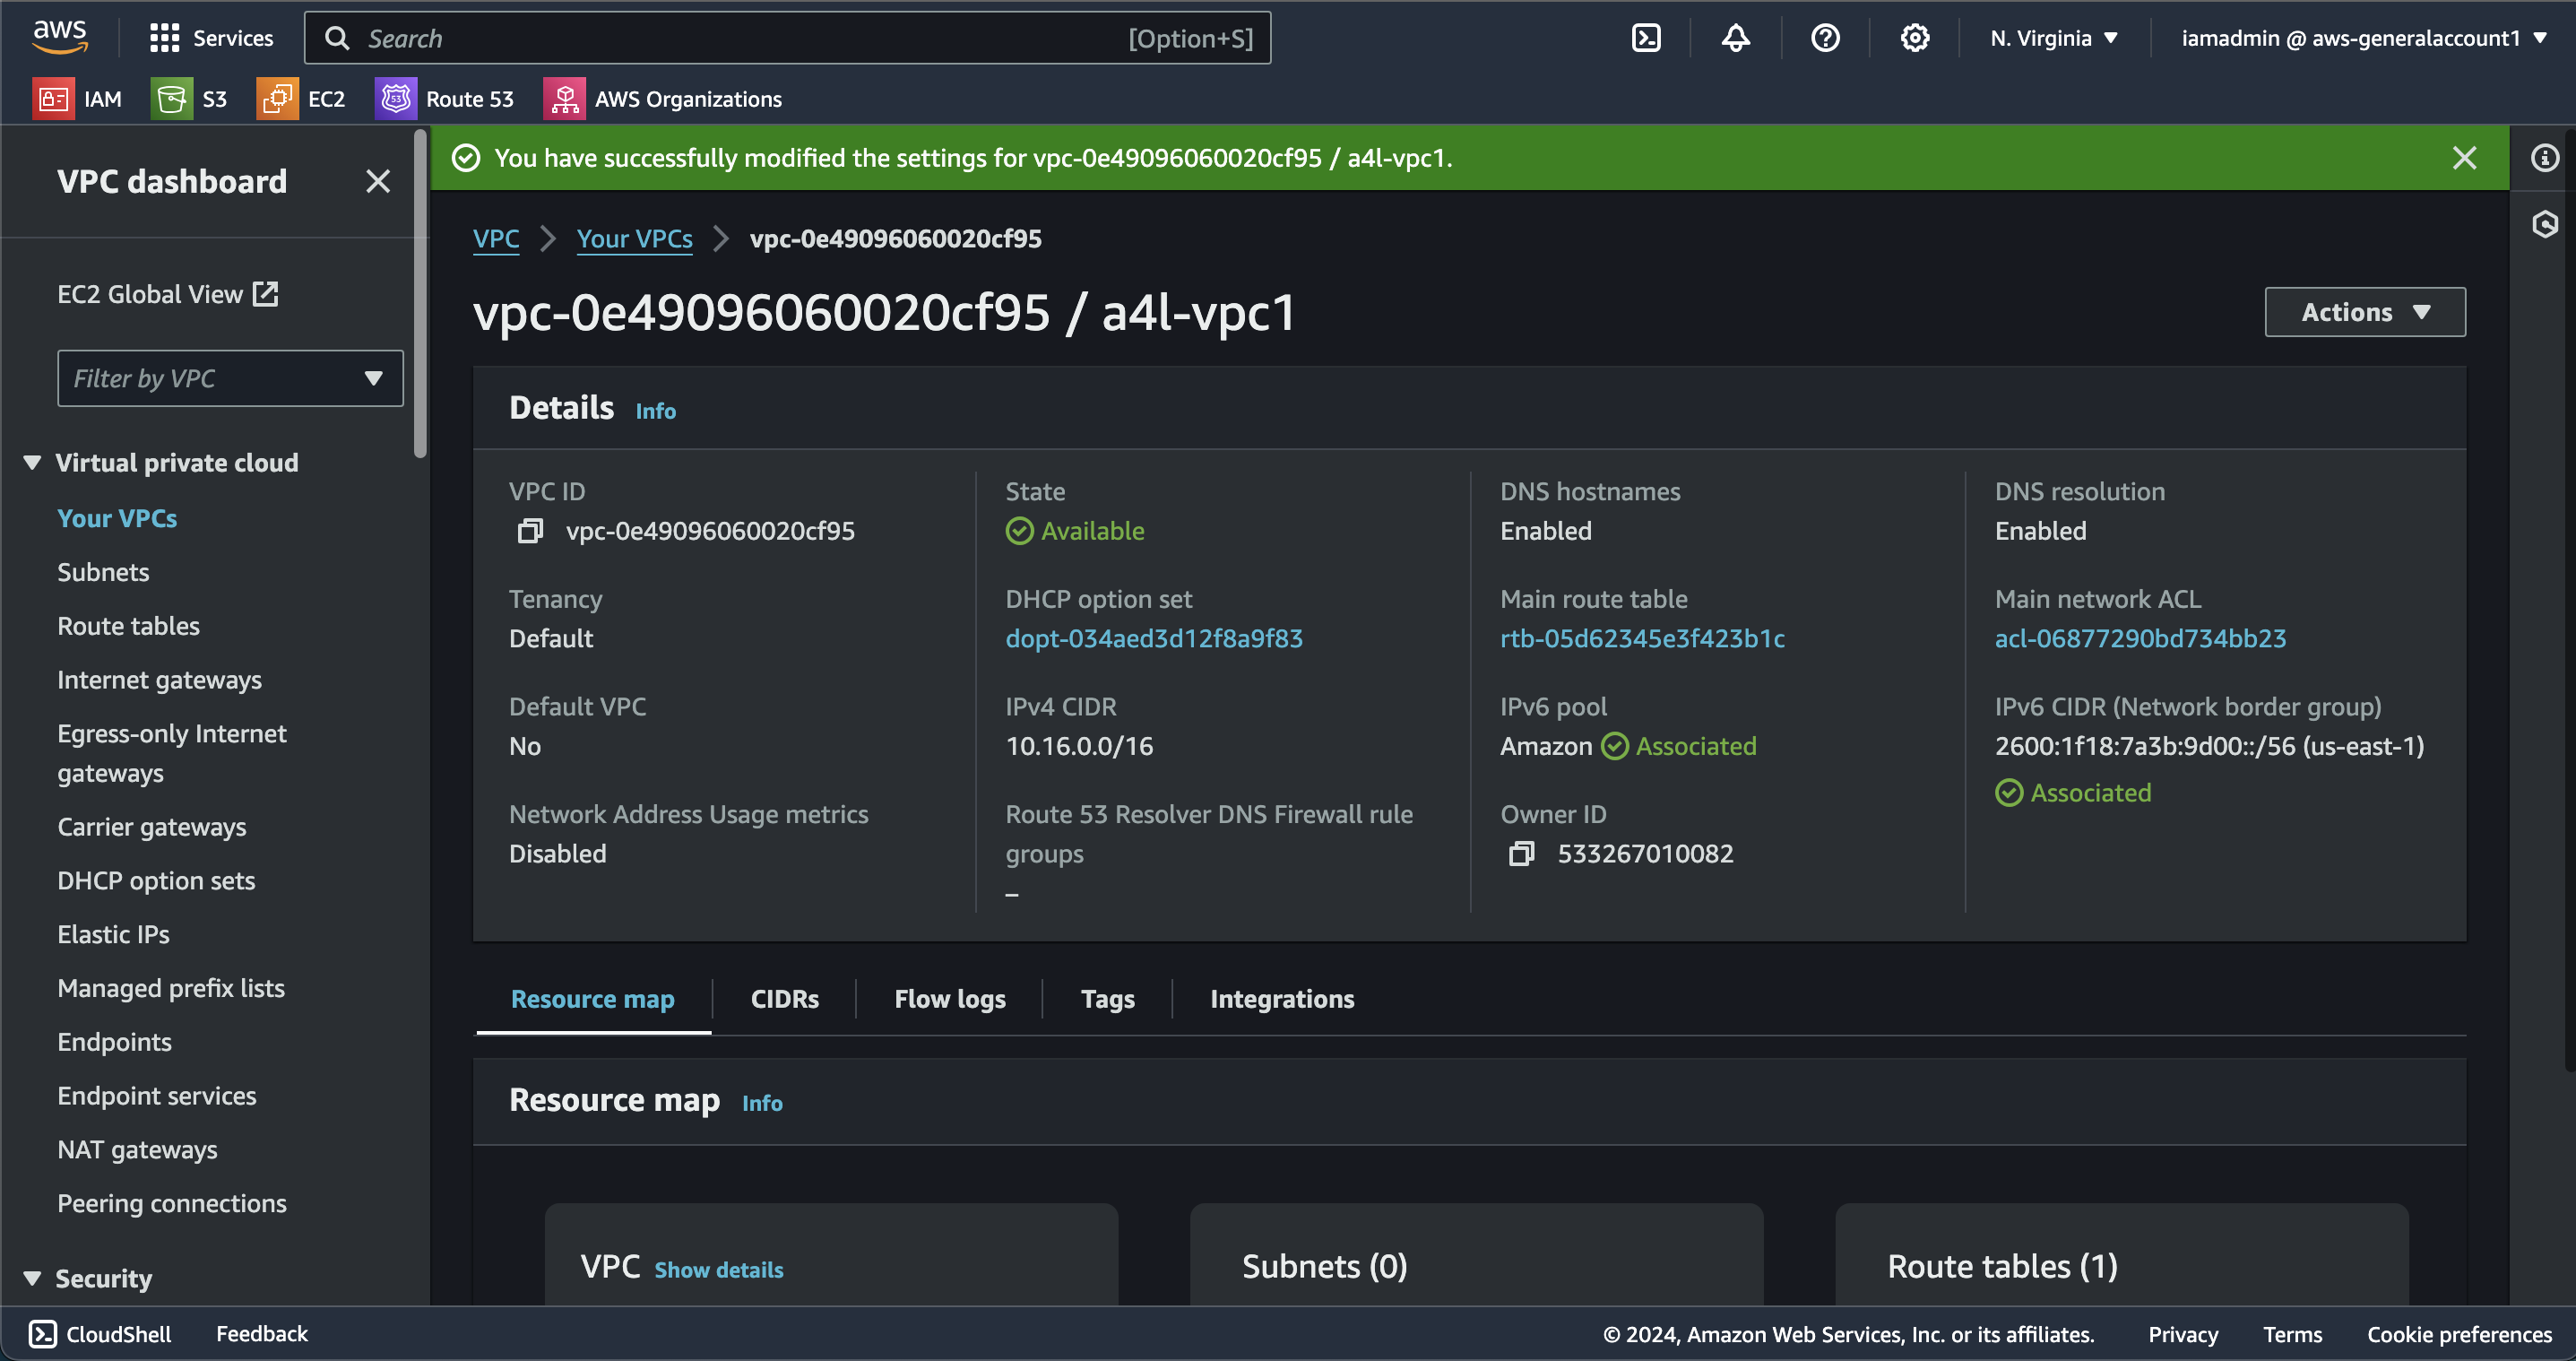 aws
Services
Search
[Option+S]
N. Virginia
iamadmin @ aws-generalaccount1
IAM
S3
EC2
53
Route 53
AWS Organizations
VPC dashboard
You have successfully modified the settings for vpc-0e49096060020cf95 / a4l-vpc1.
EC2 Global View
Filter by VPC
Virtual private cloud
Your VPCs
Subnets
Route tables
Internet gateways
Egress-only Internet
gateways
Carrier gateways
DHCP option sets
Elastic IPs
Managed prefix lists
Endpoints
Endpoint services
NAT gateways
Peering connections
Security
VPC
Your VPCs
vpc-0e49096060020cf95
vpc-0e49096060020cf95 / a4l-vpc1
Actions
Details Info
VPC ID
vpc-0e49096060020cf95
State
Available
DNS hostnames
Enabled
DNS resolution
Enabled
Tenancy
Default
DHCP option set
dopt-034aed3d12f8a9f83
Main route table
rtb-05d62345e3f423b1c
Main network ACL
acl-06877290bd734bb23
Default VPC
No
IPv4 CIDR
10.16.0.0/16
IPv6 pool
Amazon Associated
IPv6 CIDR (Network border group)
2600:1f18:7a3b:9d00::/56 (us-east-1)
Associated
Network Address Usage metrics
Disabled
Route 53 Resolver DNS Firewall rule
groups
–
Owner ID
533267010082
Resource map
CIDRs
Flow logs
Tags
Integrations
Resource map Info
VPC Show details
Subnets (0)
Route tables (1)
CloudShell
Feedback
© 2024, Amazon Web Services, Inc. or its affiliates.
Privacy
Terms
Cookie preferences